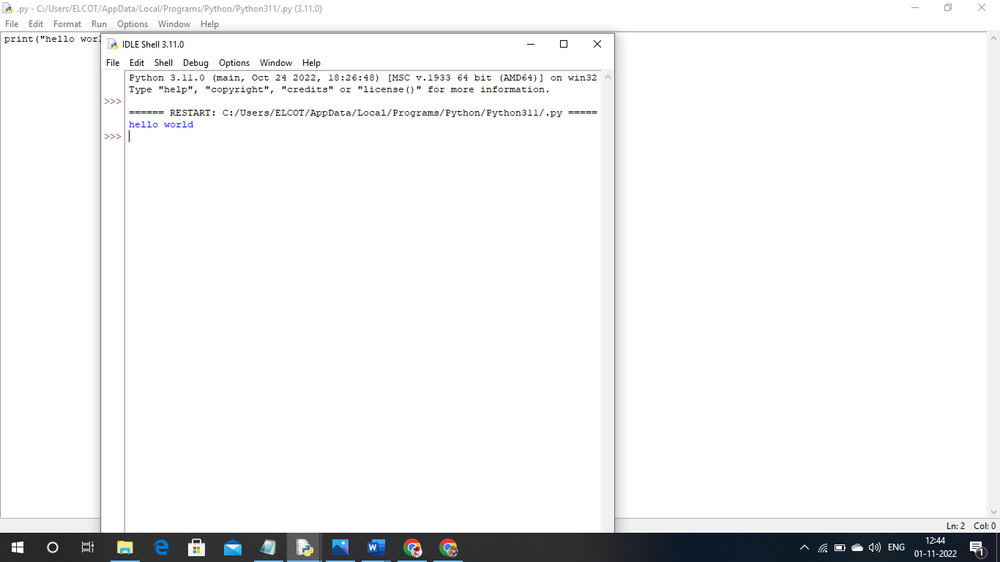 .py - C:/Users/ELCOT/AppData/Local/Programs/Python/Python311/.py (3.11.0)
File Edit Format Run Options Window Help
print("hello worl
IDLE Shell 3.11.0
File Edit Shell Debug Options Window Help
Python 3.11.0 (main, Oct 24 2022, 18:26:48) [MSC v.1933 64 bit (AMD64)] on win32
Type "help", "copyright", "credits" or "license()" for more information.
>>>
====== RESTART: C:/Users/ELCOT/AppData/Local/Programs/Python/Python311/.py =====
hello world
>>>
Ln: 2 Col: 0
ENG
12:44
01-11-2022
1